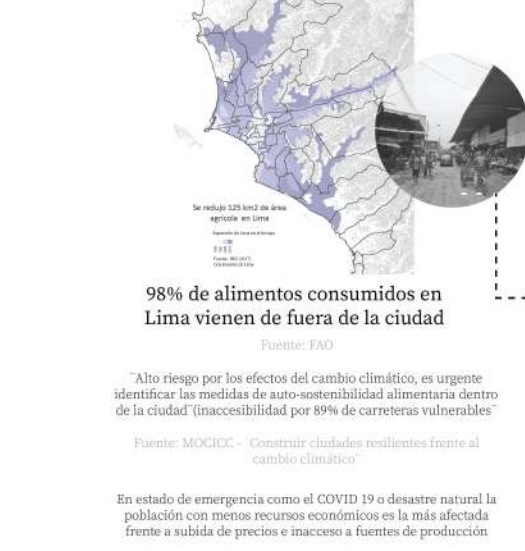 Se redujo 125 km2 de área
agrícola en Lima
98% de alimentos consumidos en
Lima vienen de fuera de la ciudad
Fuente: FAO
¨Alto riesgo por los efectos del cambio climático, es urgente
identificar las medidas de auto-sostenibilidad alimentaria dentro
de la ciudad¨(inaccesibilidad por 89% de carreteras vulnerables¨
Fuente: MOCICC - ¨Construir ciudades resilientes frente al
cambio climático¨
En estado de emergencia como el COVID 19 o desastre natural la
población con menos recursos económicos es la más afectada
frente a subida de precios e inacceso a fuentes de producción